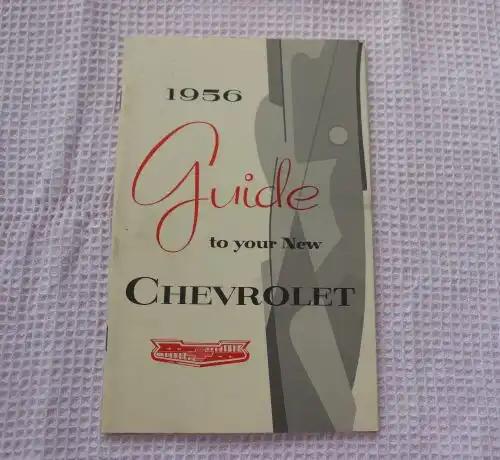 1956
Guide
to your New
CHEVROLET